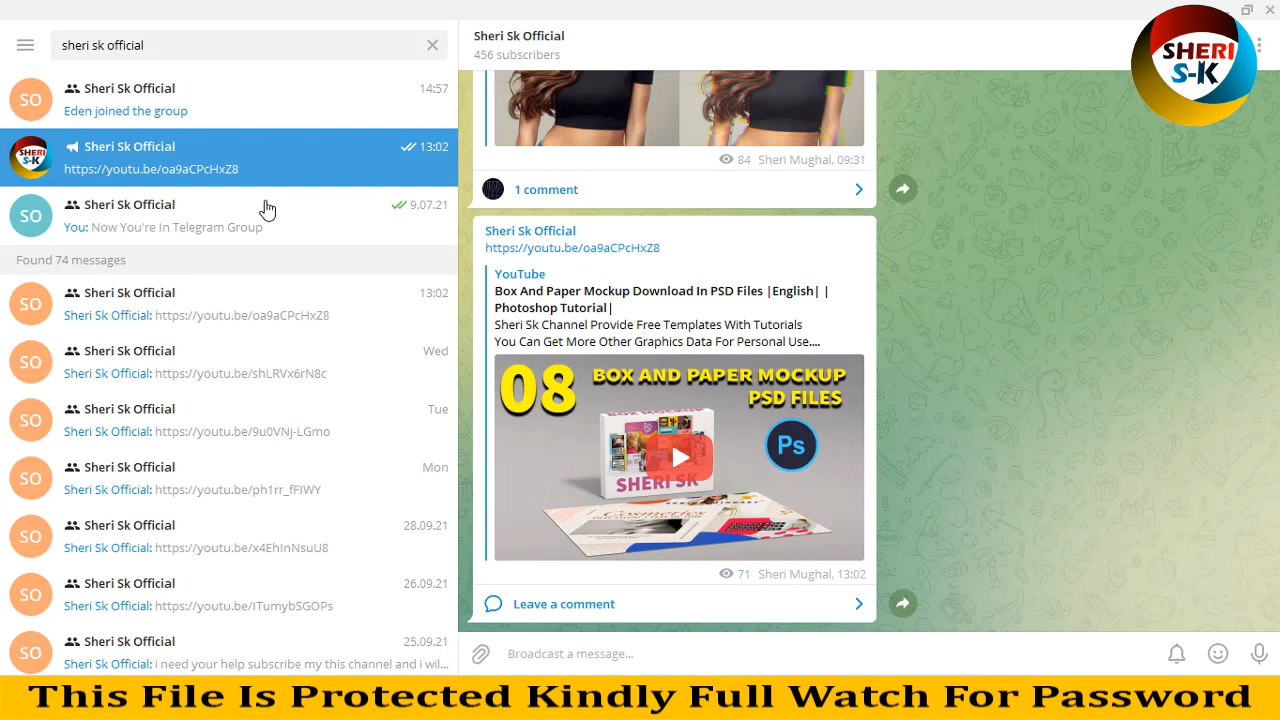 sheri sk official
SO
Sheri Sk Official
14:57
Eden joined the group
SHERI
S-K
Sheri Sk Official
13:02
https://youtu.be/oa9aCPcHxZ8
SO
Sheri Sk Official
9.07.21
You: Now You're In Telegram Group
Found 74 messages
SO
Sheri Sk Official
13:02
Sheri Sk Official: https://youtu.be/oa9aCPcHxZ8
SO
Sheri Sk Official
Wed
Sheri Sk Official: https://youtu.be/shLRVx6rN8c
SO
Sheri Sk Official
Tue
Sheri Sk Official: https://youtu.be/9u0VNj-LGmo
SO
Sheri Sk Official
Mon
Sheri Sk Official: https://youtu.be/ph1rr_fFIWY
SO
Sheri Sk Official
28.09.21
Sheri Sk Official: https://youtu.be/x4EhInNsuU8
SO
Sheri Sk Official
26.09.21
Sheri Sk Official: https://youtu.be/ITumybSGOPs
SO
Sheri Sk Official
25.09.21
Sheri Sk Official: i need your help subscribe my this channel and i wil...
Sheri Sk Official
456 subscribers
SHERI
S-K
84 Sheri Mughal, 09:31
1 comment
Sheri Sk Official
https://youtu.be/oa9aCPcHxZ8
YouTube
Box And Paper Mockup Download In PSD Files |English| |
Photoshop Tutorial|
Sheri Sk Channel Provide Free Templates With Tutorials
You Can Get More Other Graphics Data For Personal Use....
08
BOX AND PAPER MOCKUP
PSD FILES
Ps
BOX MOCKUP
SHERI SK
Cosmetics
71 Sheri Mughal, 13:02
Leave a comment
Broadcast a message...
This File Is Protected Kindly Full Watch For Password